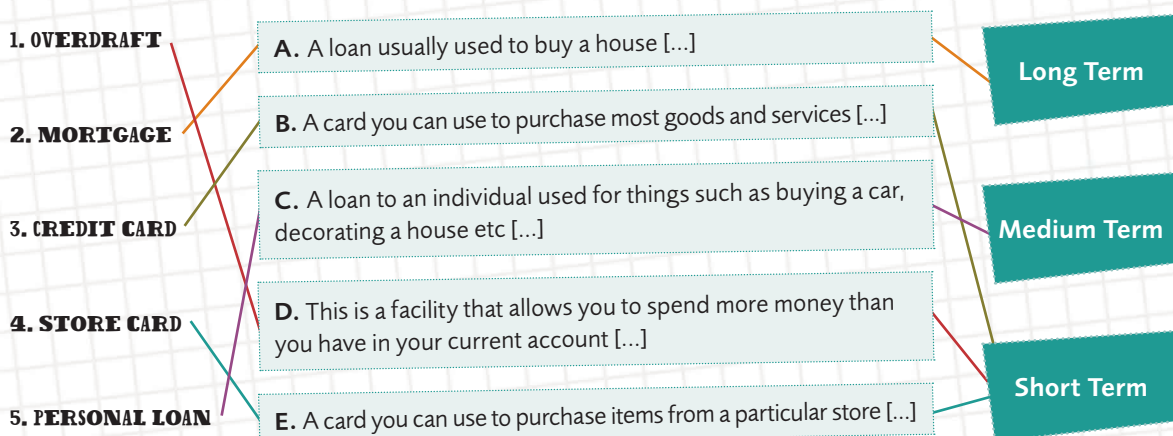 1. OVERDRAFT
2. MORTGAGE
3. CREDIT CARD
4. STORE CARD
5. PERSONAL LOAN
A. A loan usually used to buy a house [...]
B. A card you can use to purchase most goods and services [...]
C. A loan to an individual used for things such as buying a car,
decorating a house etc [...]
D. This is a facility that allows you to spend more money than
you have in your current account [...]
E. A card you can use to purchase items from a particular store [...]
Long Term
Medium Term
Short Term